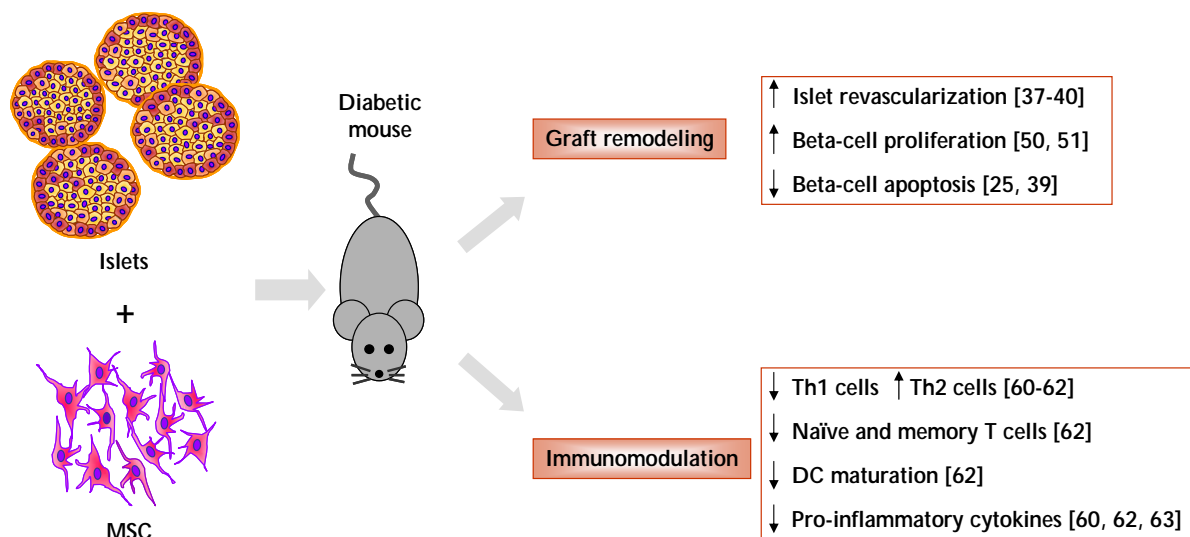 Islets
+
MSC
Diabetic
mouse
Graft remodeling
↑ Islet revascularization [37-40]
↑ Beta-cell proliferation [50, 51]
↓ Beta-cell apoptosis [25, 39]
Immunomodulation
↓ Th1 cells ↑ Th2 cells [60-62]
↓ Naïve and memory T cells [62]
↓ DC maturation [62]
↓ Pro-inflammatory cytokines [60, 62, 63]